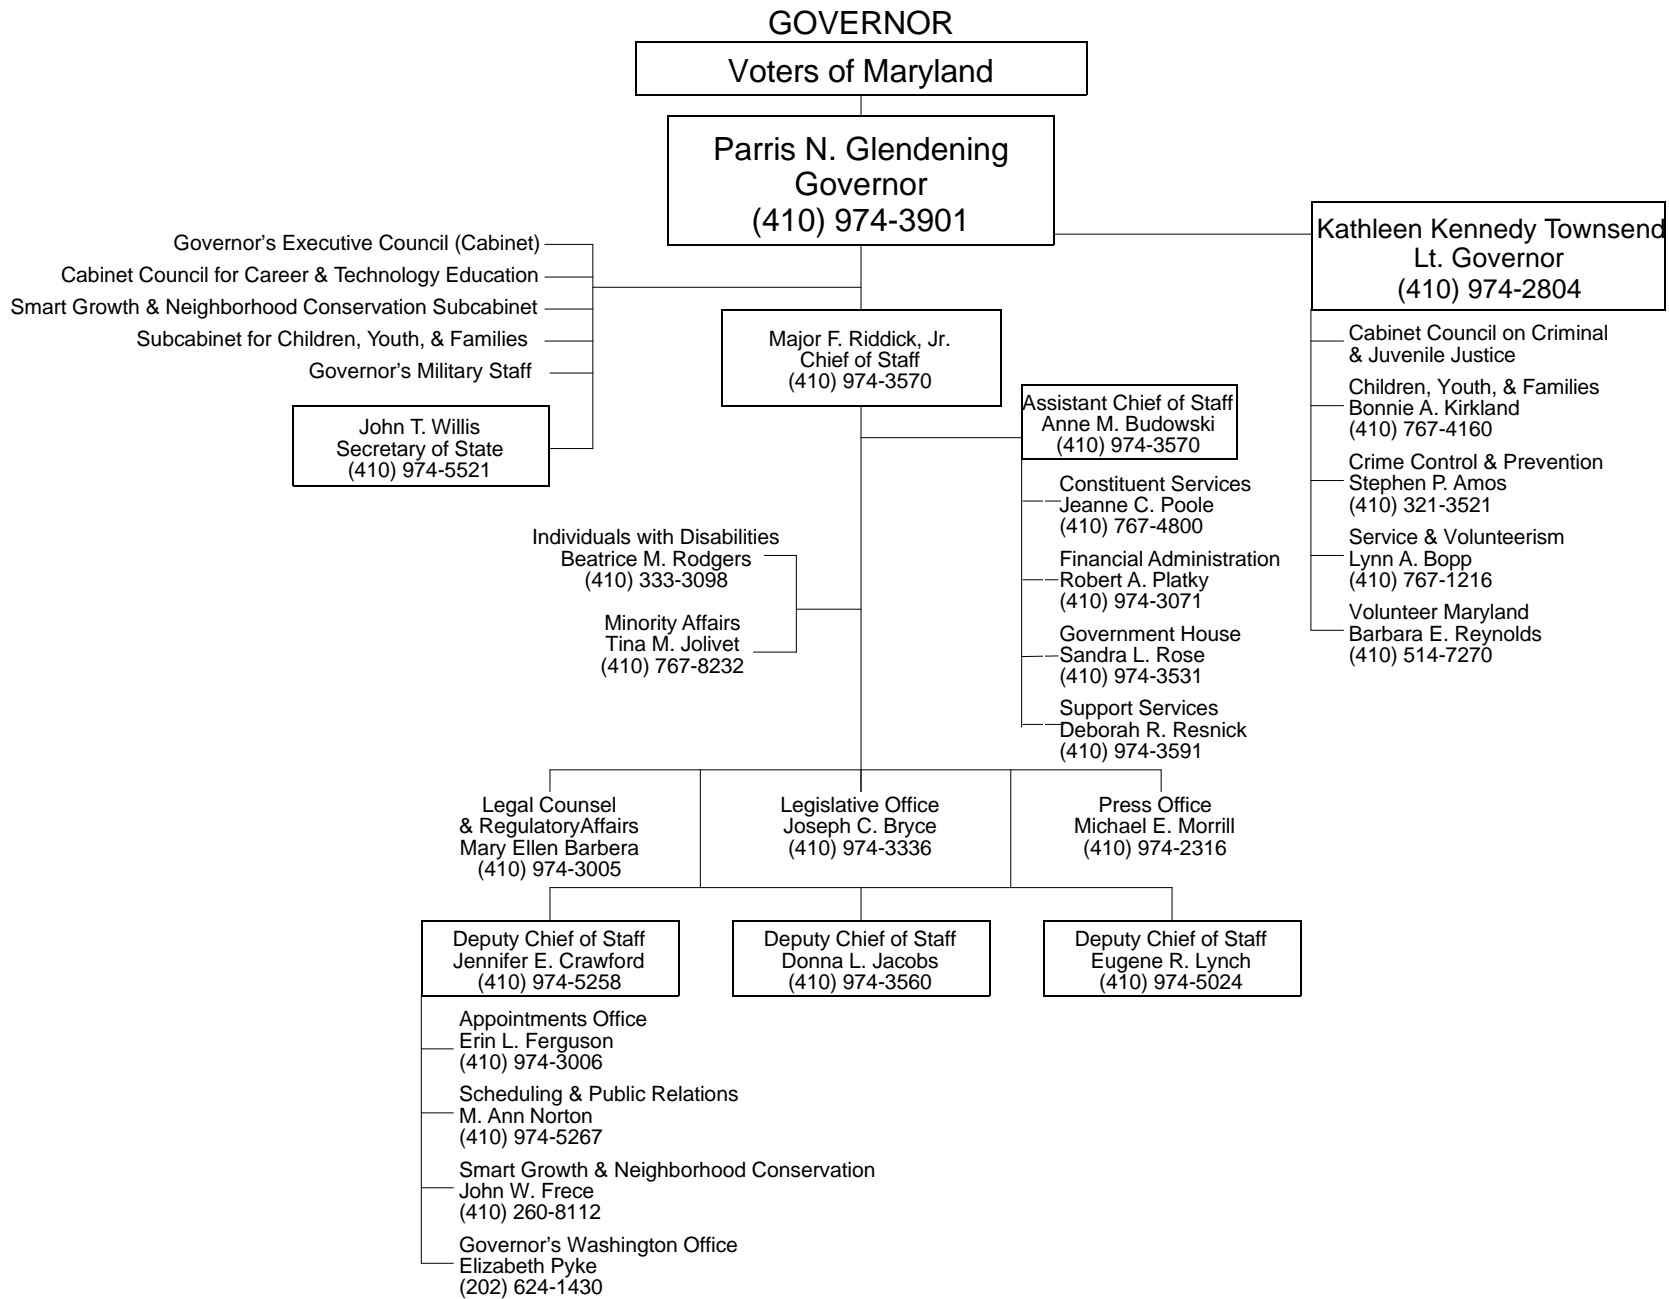 GOVERNOR
Voters of Maryland
Parris N. Glendening
Governor
(410) 974-3901
Kathleen Kennedy Townsend
Lt. Governor
(410) 974-2804
Governor’s Executive Council (Cabinet)
Cabinet Council for Career & Technology Education
Smart Growth & Neighborhood Conservation Subcabinet
Subcabinet for Children, Youth, & Families
Governor’s Military Staff
John T. Willis
Secretary of State
(410) 974-5521
Major F. Riddick, Jr.
Chief of Staff
(410) 974-3570
Cabinet Council on Criminal
& Juvenile Justice
Children, Youth, & Families
Bonnie A. Kirkland
(410) 767-4160
Crime Control & Prevention
Stephen P. Amos
(410) 321-3521
Service & Volunteerism
Lynn A. Bopp
(410) 767-1216
Volunteer Maryland
Barbara E. Reynolds
(410) 514-7270
Assistant Chief of Staff
Anne M. Budowski
(410) 974-3570
Constituent Services
Jeanne C. Poole
(410) 767-4800
Financial Administration
Robert A. Platky
(410) 974-3071
Government House
Sandra L. Rose
(410) 974-3531
Support Services
Deborah R. Resnick
(410) 974-3591
Individuals with Disabilities
Beatrice M. Rodgers
(410) 333-3098
Minority Affairs
Tina M. Jolivet
(410) 767-8232
Legal Counsel
& RegulatoryAffairs
Mary Ellen Barbera
(410) 974-3005
Legislative Office
Joseph C. Bryce
(410) 974-3336
Press Office
Michael E. Morrill
(410) 974-2316
Deputy Chief of Staff
Jennifer E. Crawford
(410) 974-5258
Deputy Chief of Staff
Donna L. Jacobs
(410) 974-3560
Deputy Chief of Staff
Eugene R. Lynch
(410) 974-5024
Appointments Office
Erin L. Ferguson
(410) 974-3006
Scheduling & Public Relations
M. Ann Norton
(410) 974-5267
Smart Growth & Neighborhood Conservation
John W. Frece
(410) 260-8112
Governor’s Washington Office
Elizabeth Pyke
(202) 624-1430